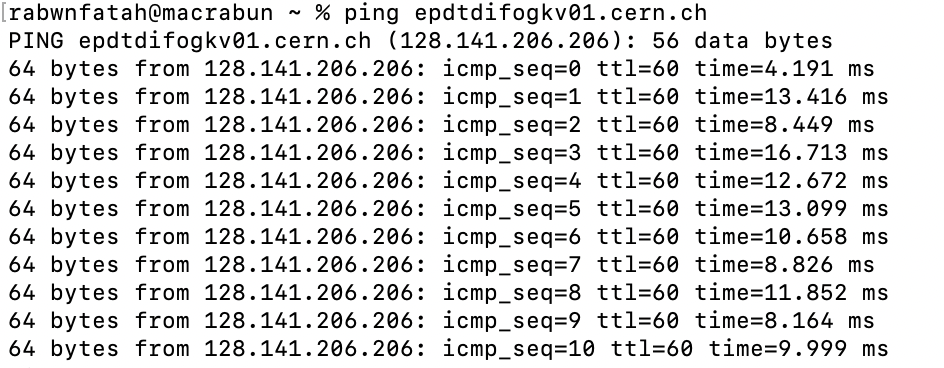 [rabwnfatah@macrabun ~ % ping epdtdifogkv01.cern.ch
PING epdtdifogkv01.cern.ch (128.141.206.206): 56 data bytes
64 bytes from 128.141.206.206: icmp_seq=0 ttl=60 time=4.191 ms
64 bytes from 128.141.206.206: icmp_seq=1 ttl=60 time=13.416 ms
64 bytes from 128.141.206.206: icmp_seq=2 ttl=60 time=8.449 ms
64 bytes from 128.141.206.206: icmp_seq=3 ttl=60 time=16.713 ms
64 bytes from 128.141.206.206: icmp_seq=4 ttl=60 time=12.672 ms
64 bytes from 128.141.206.206: icmp_seq=5 ttl=60 time=13.099 ms
64 bytes from 128.141.206.206: icmp_seq=6 ttl=60 time=10.658 ms
64 bytes from 128.141.206.206: icmp_seq=7 ttl=60 time=8.826 ms
64 bytes from 128.141.206.206: icmp_seq=8 ttl=60 time=11.852 ms
64 bytes from 128.141.206.206: icmp_seq=9 ttl=60 time=8.164 ms
64 bytes from 128.141.206.206: icmp_seq=10 ttl=60 time=9.999 ms